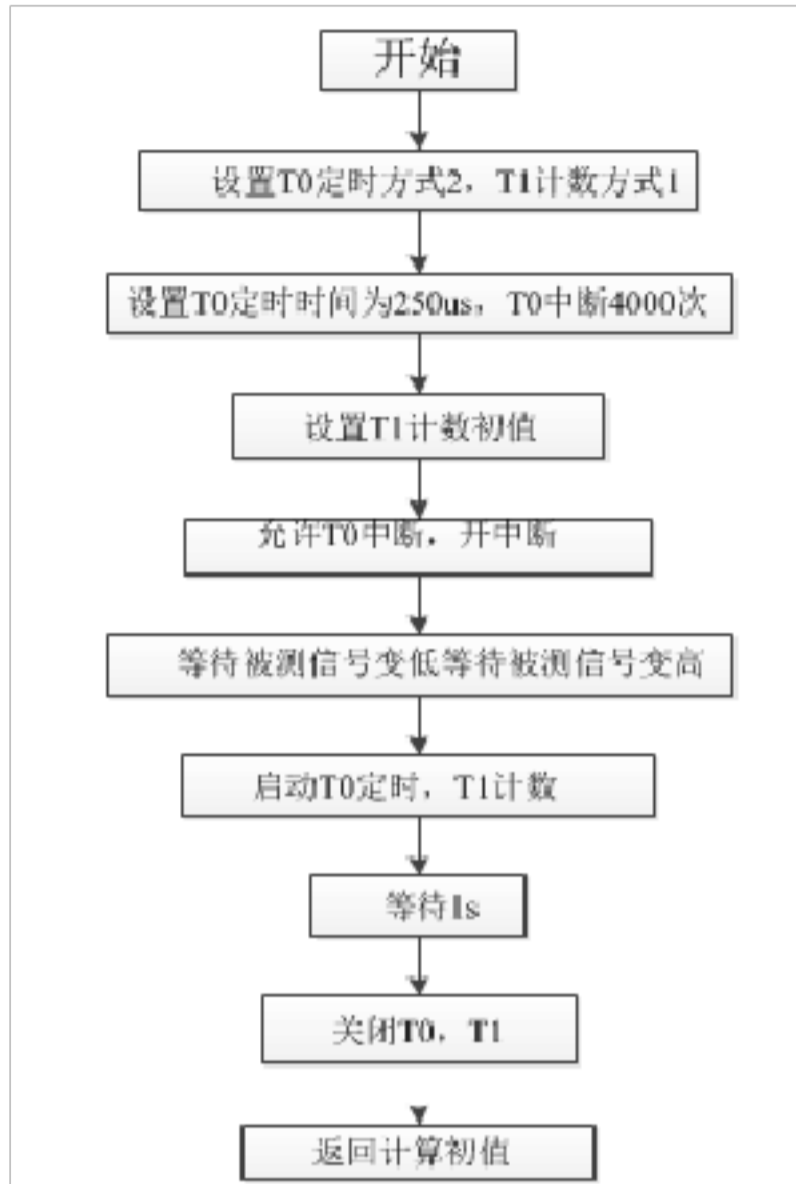 开始
设置T0定时方式2，T1计数方式1
设置T0定时时间为250us，T0中断4000次
设置T1计数初值
允许T0中断，开中断
等待被测信号变低等待被测信号变高
启动T0定时，T1计数
等待1s
关闭T0，T1
返回计算初值